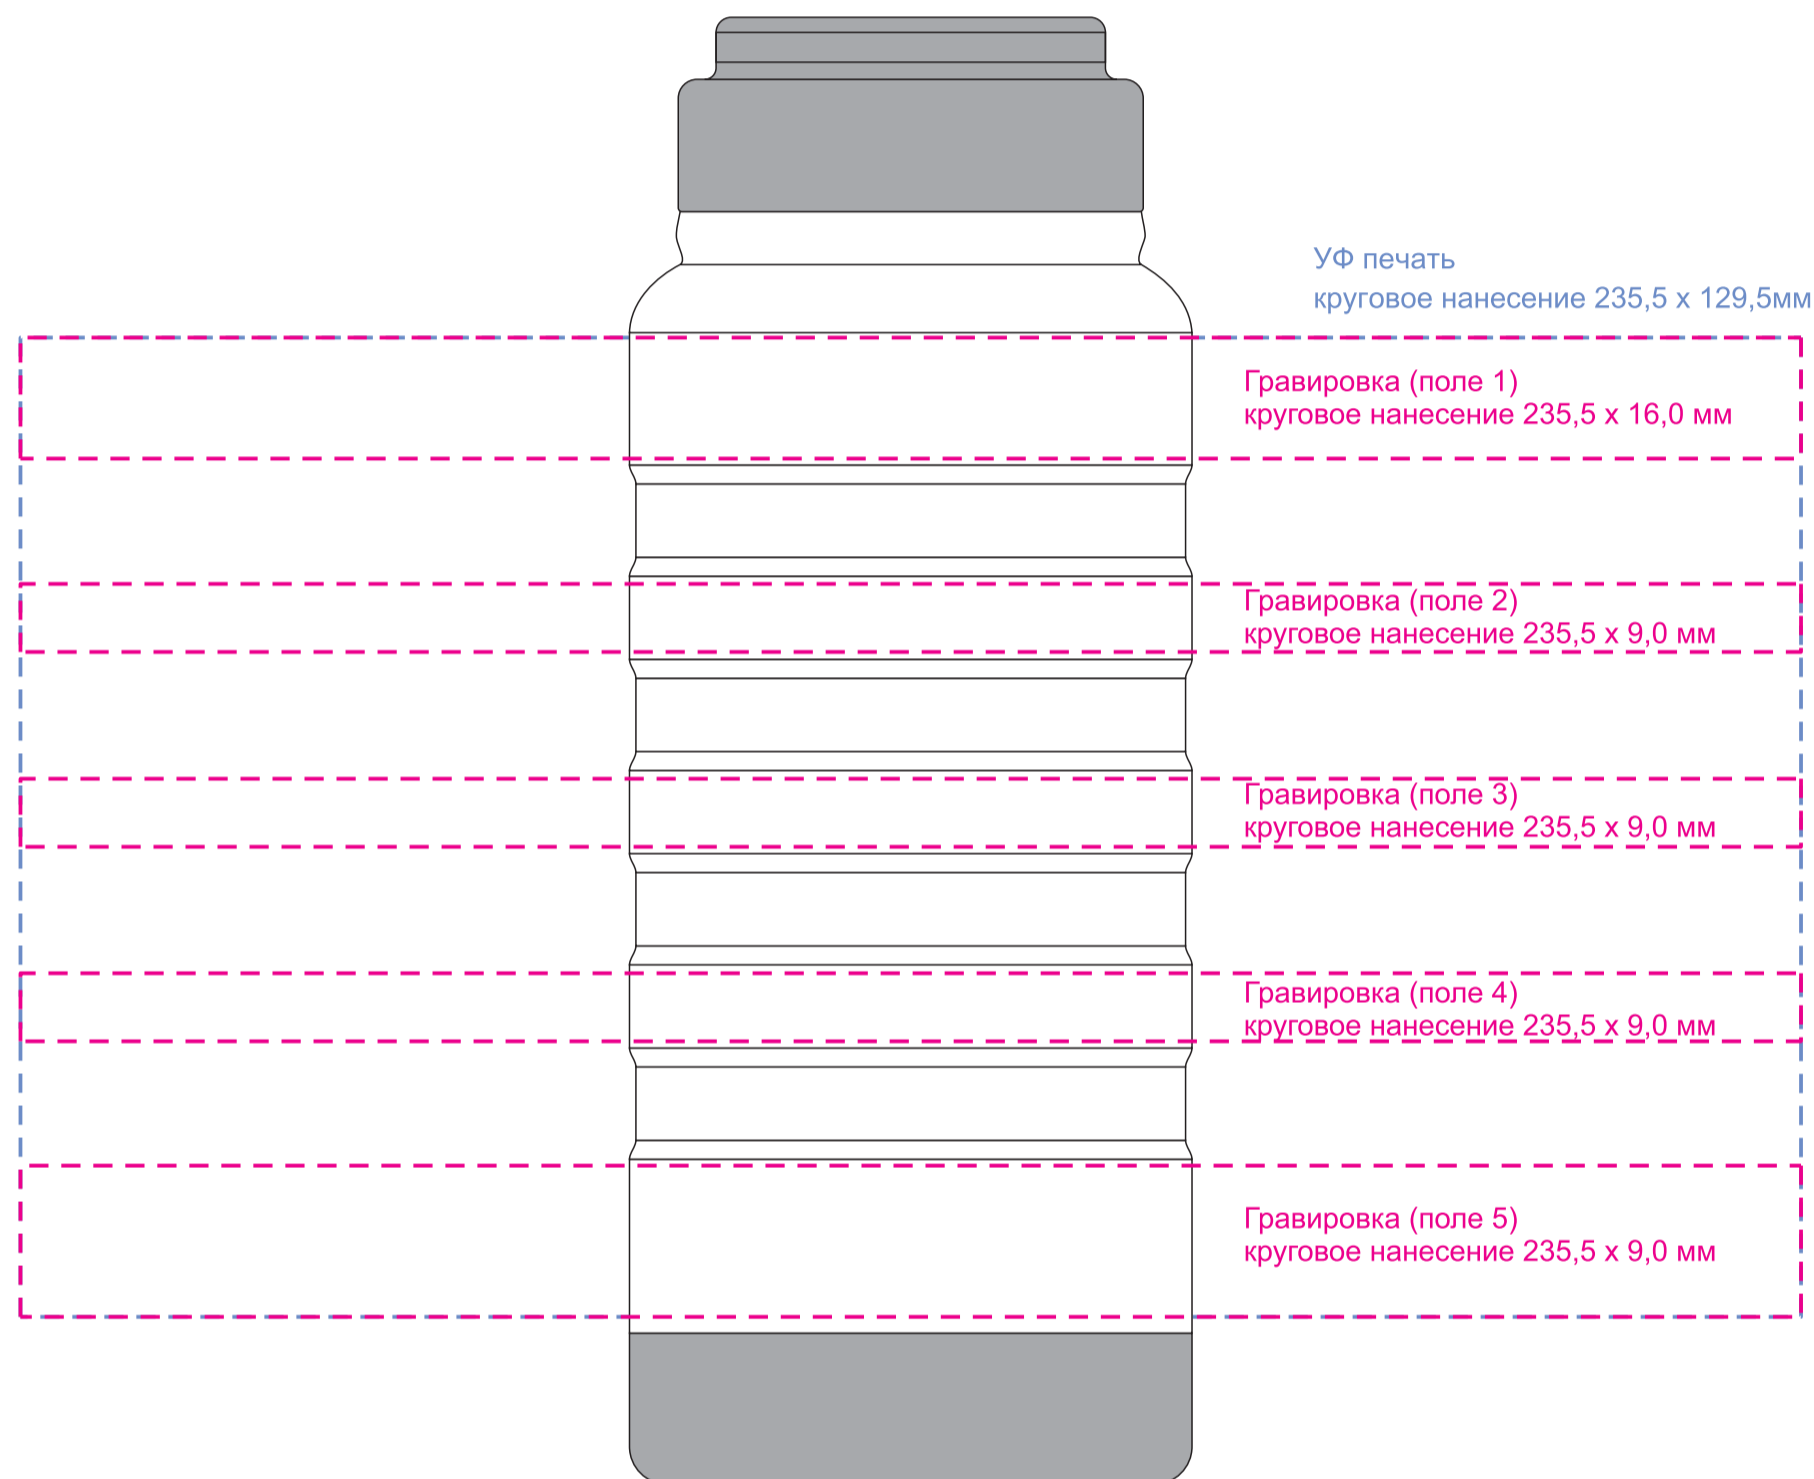 УФ печать
круговое нанесение 235,5 x 129,5мм
Гравировка (поле 1)
круговое нанесение 235,5 x 16,0 мм
Гравировка (поле 2)
круговое нанесение 235,5 x 9,0 мм
Гравировка (поле 3)
круговое нанесение 235,5 x 9,0 мм
Гравировка (поле 4)
круговое нанесение 235,5 x 9,0 мм
Гравировка (поле 5)
круговое нанесение 235,5 x 9,0 мм